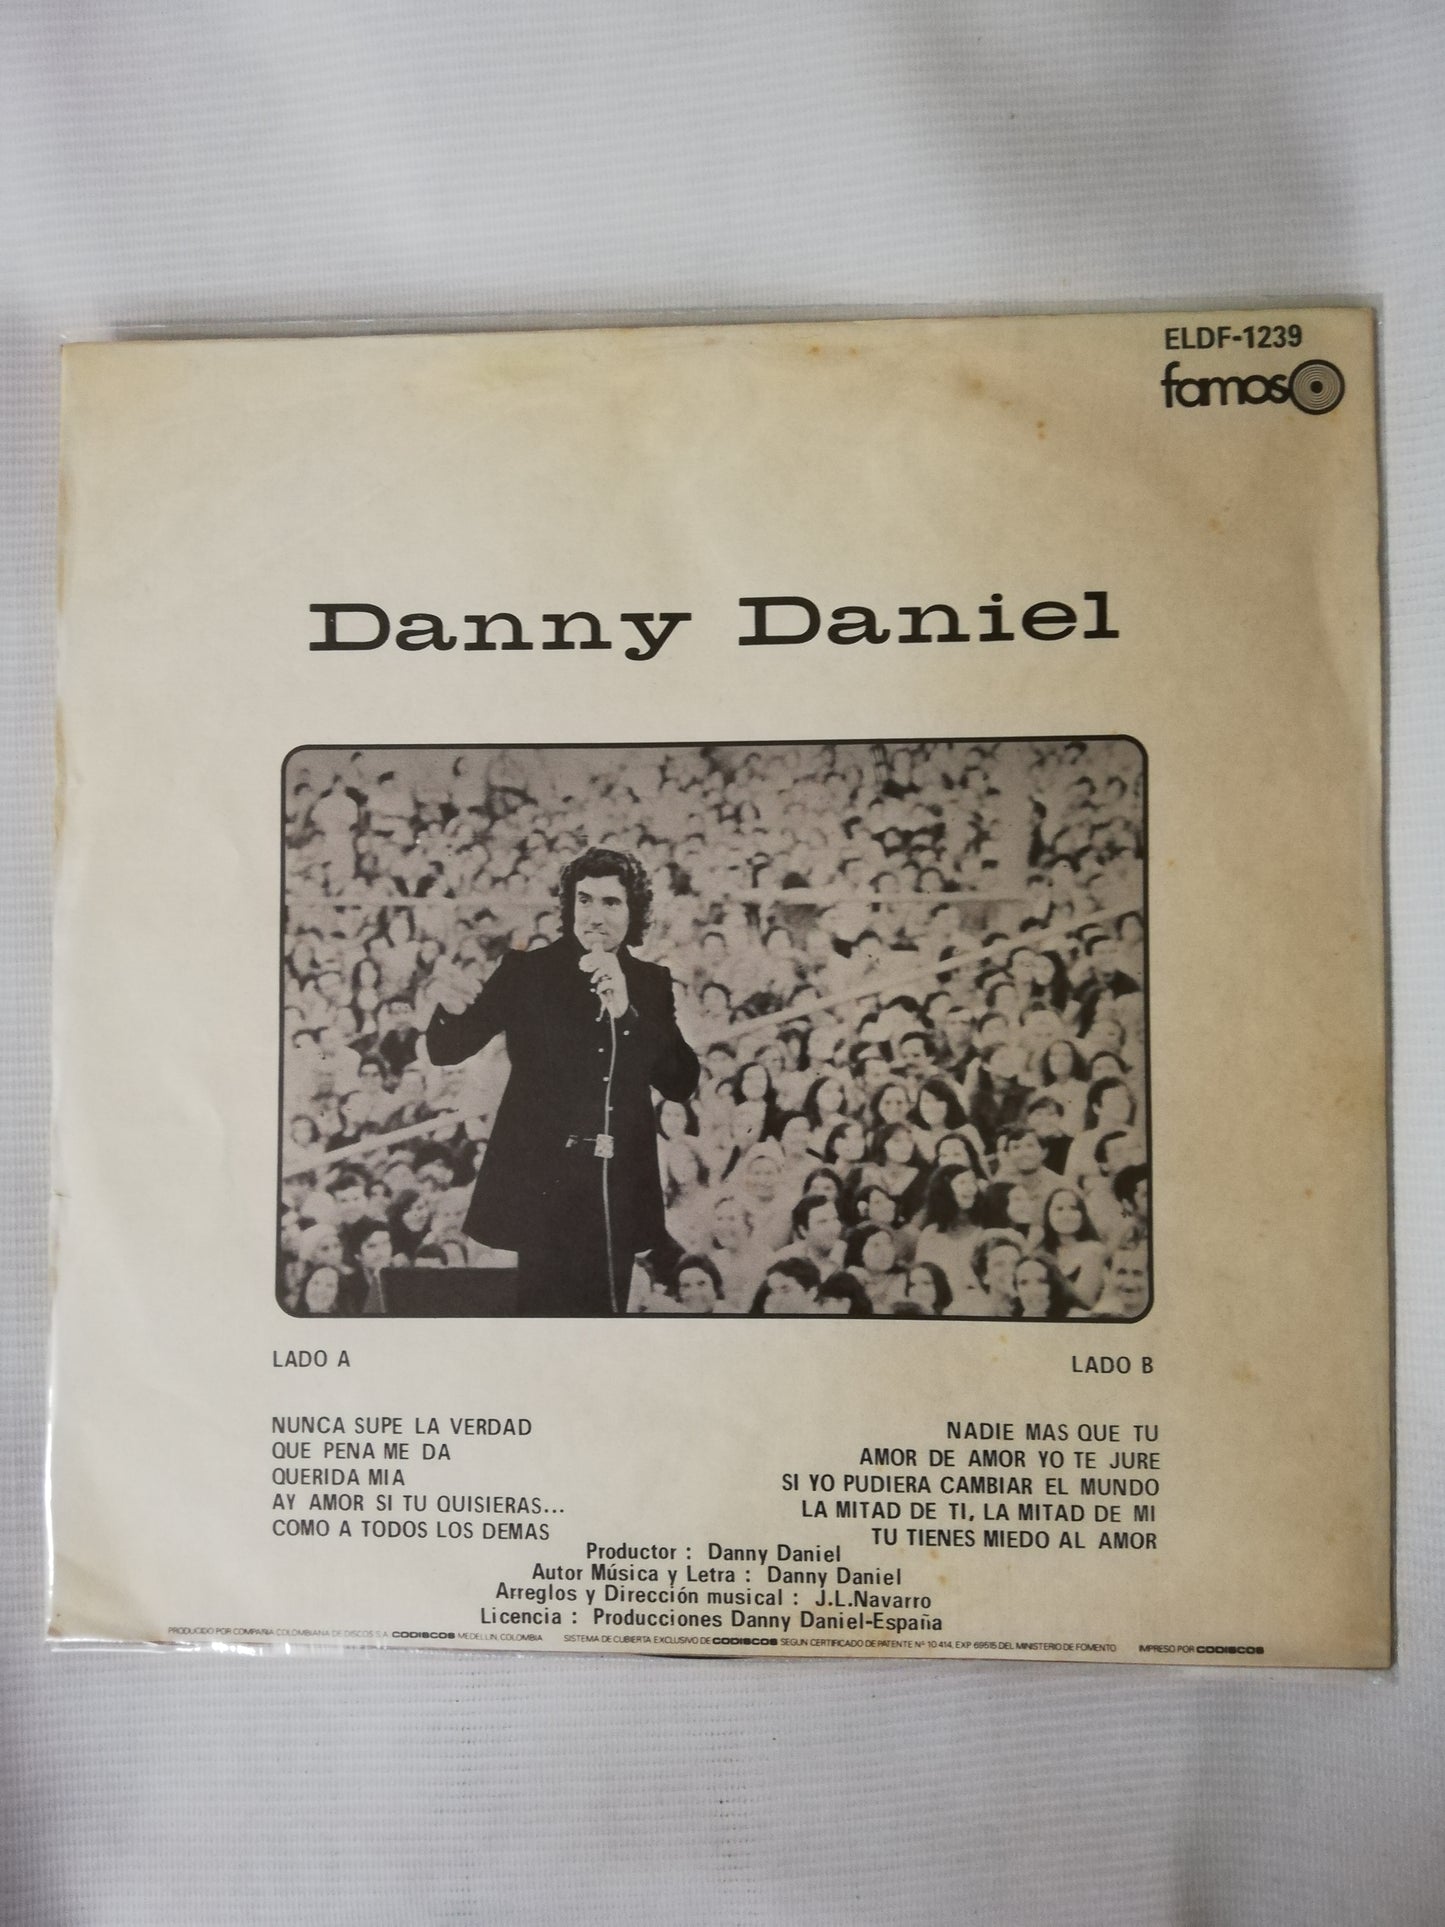 ELDF-1239
famoso
Danny Daniel
LADO A
NUNCA SUPE LA VERDAD
QUE PENA ME DA
QUERIDA MIA
AY AMOR SI TU QUISIERAS...
COMO A TODOS LOS DEMAS
LADO B
NADIE MAS QUE TU
AMOR DE AMOR YO TE JURE
SI YO PUDIERA CAMBIAR EL MUNDO
LA MITAD DE TI, LA MITAD DE MI
TU TIENES MIEDO AL AMOR
Productor : Danny Daniel
Autor Música y Letra : Danny Daniel
Arreglos y Dirección musical : J.L.Navarro
Licencia : Producciones Danny Daniel-España
PRODUCIDO POR COMPAÑIA COLOMBIANA DE DISCOS S.A. CODISCOS MEDELLIN, COLOMBIA SISTEMA DE CUBIERTA EXCLUSIVO DE CODISCOS SEGUN CERTIFICADO DE PATENTE Nº 10.414, EXP 69515 DEL MINISTERIO DE FOMENTO IMPRESO POR CODISCOS